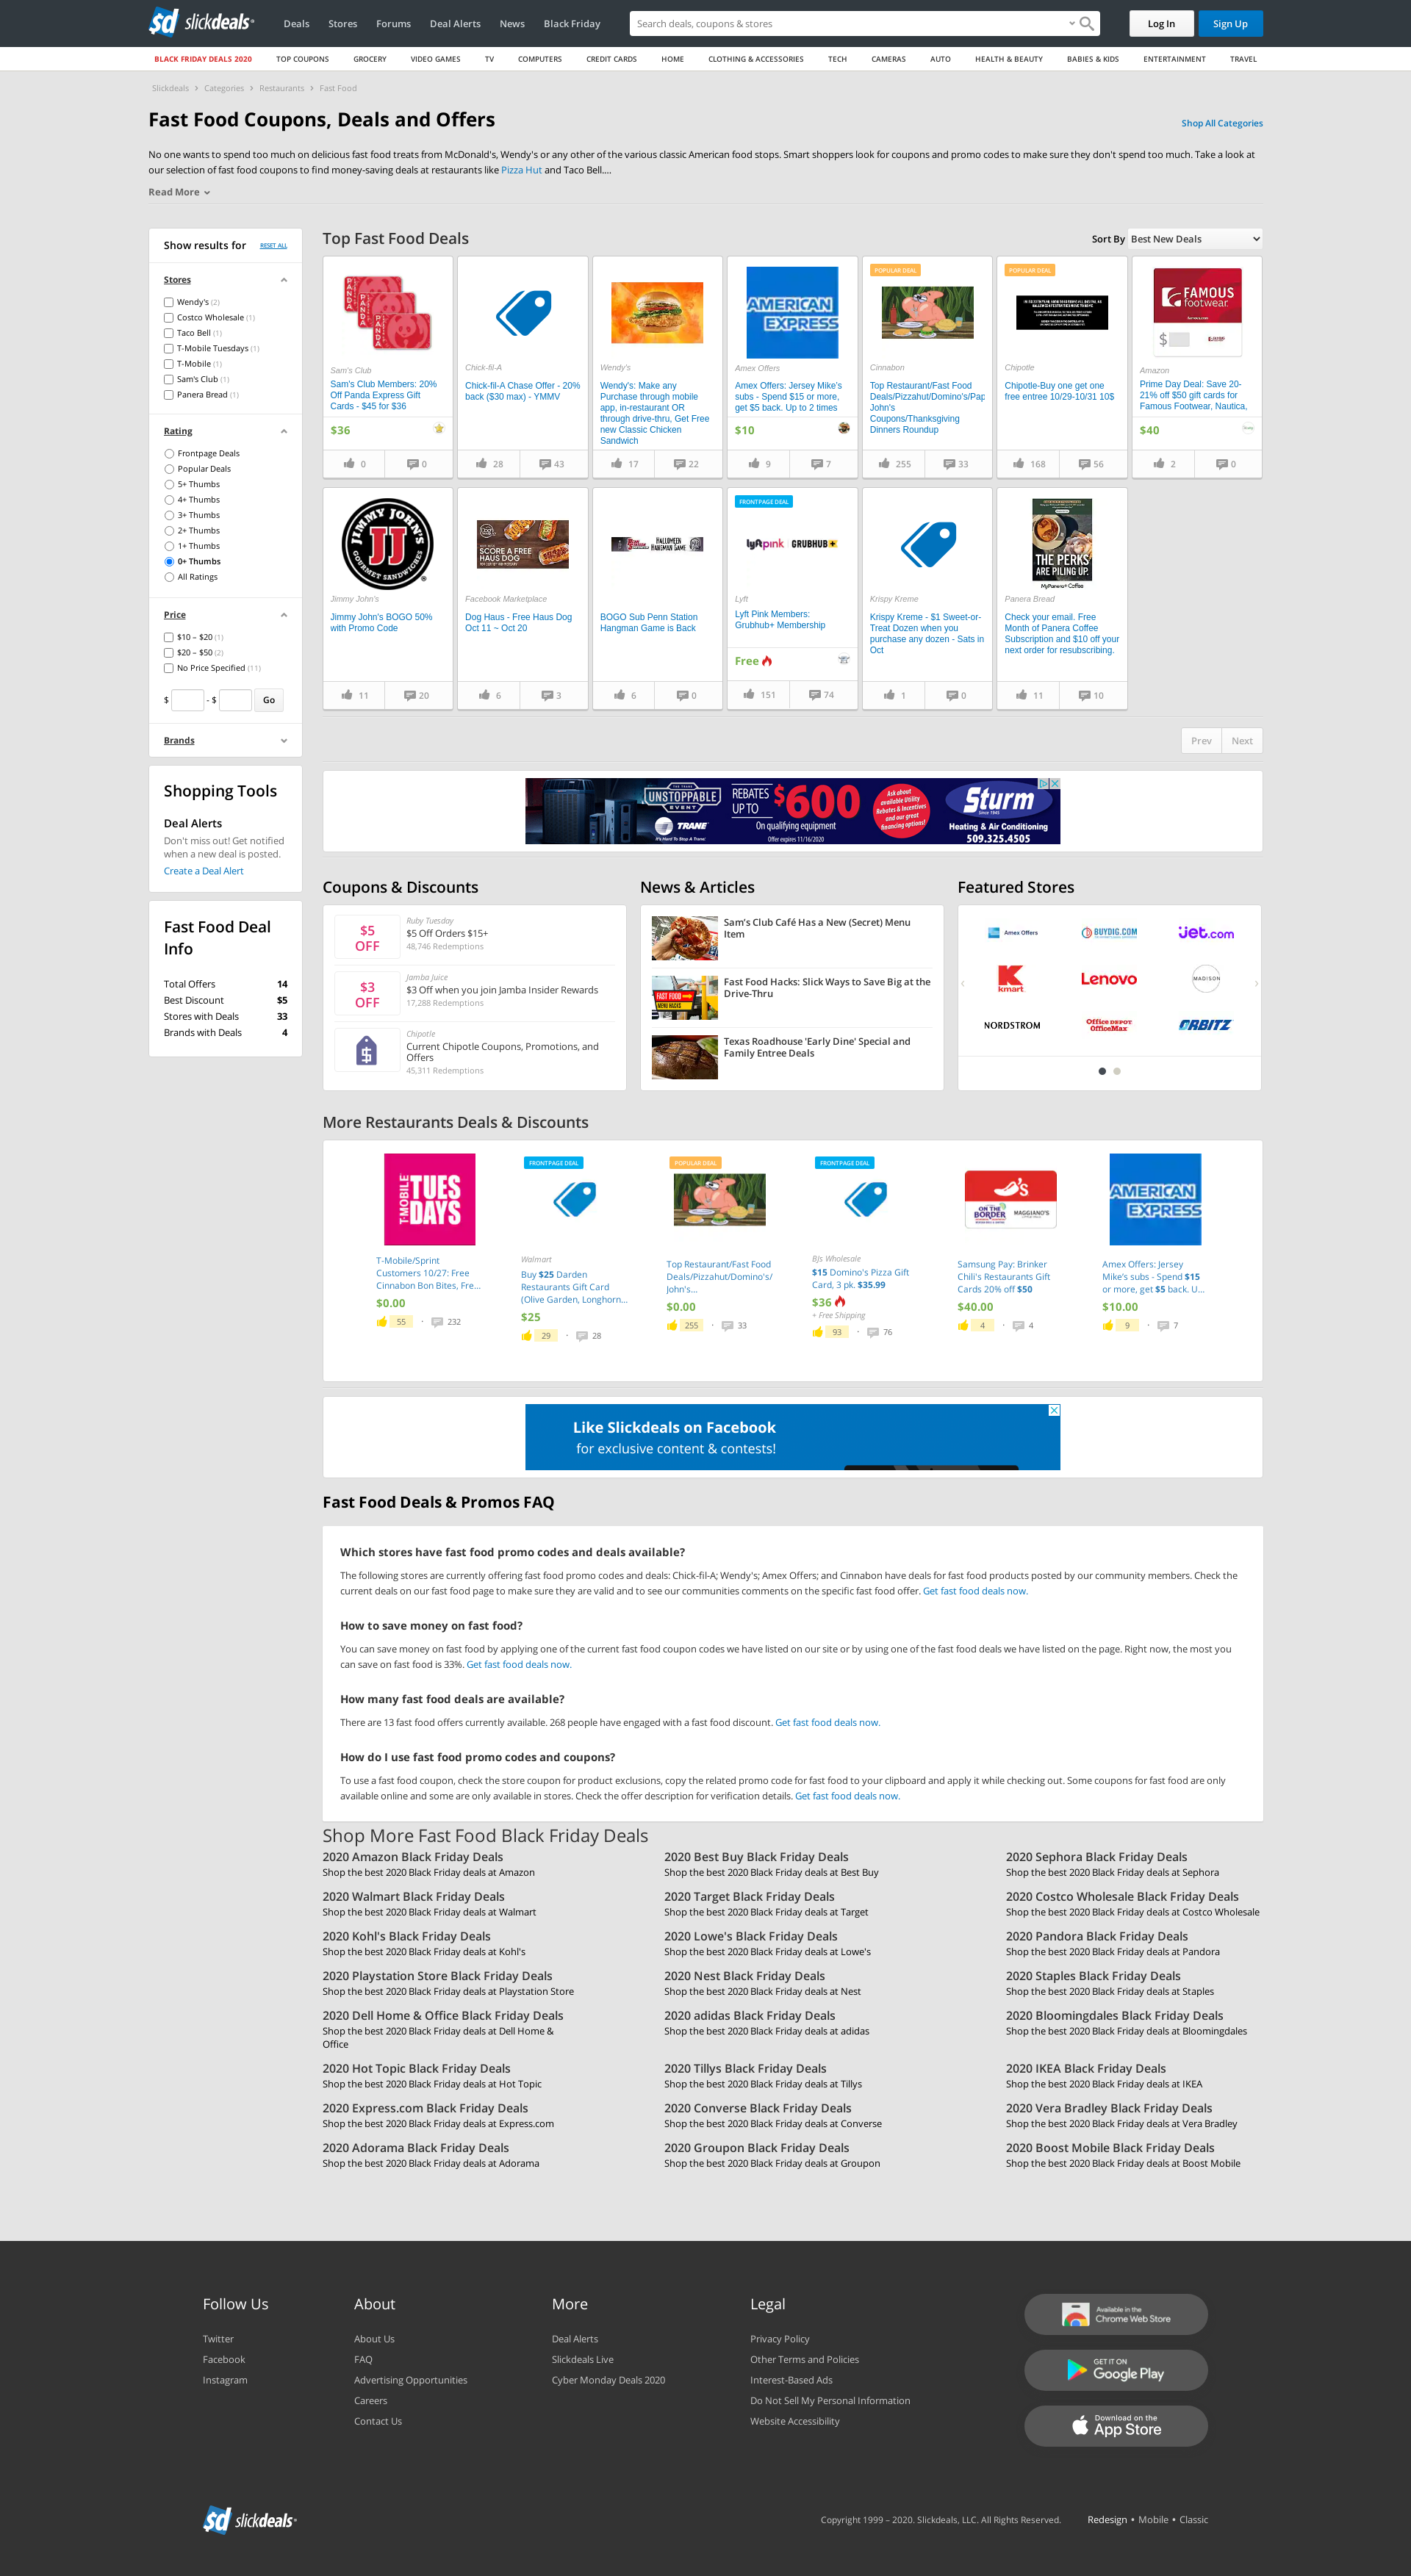 sd slickdeals
Deals Stores Forums Deal Alerts News Black Friday
Search deals, coupons & stores
Log In
Sign Up
BLACK FRIDAY DEALS 2020 TOP COUPONS GROCERY VIDEO GAMES TV COMPUTERS CREDIT CARDS HOME CLOTHING & ACCESSORIES TECH CAMERAS AUTO HEALTH & BEAUTY BABIES & KIDS ENTERTAINMENT TRAVEL
Slickdeals > Categories > Restaurants > Fast Food
Fast Food Coupons, Deals and Offers
Shop All Categories
No one wants to spend too much on delicious fast food treats from McDonald's, Wendy's or any other of the various classic American food stops. Smart shoppers look for coupons and promo codes to make sure they don't spend too much. Take a look at
our selection of fast food coupons to find money-saving deals at restaurants like Pizza Hut and Taco Bell....
Read More
Show results for RESET ALL
Stores
Wendy's (2)
Costco Wholesale (1)
Taco Bell (1)
T-Mobile Tuesdays (1)
T-Mobile (1)
Sam's Club (1)
Panera Bread (1)
Rating
Frontpage Deals
Popular Deals
5+ Thumbs
4+ Thumbs
3+ Thumbs
2+ Thumbs
1+ Thumbs
0+ Thumbs
All Ratings
Price
$10 – $20 (1)
$20 – $50 (2)
No Price Specified (11)
$ - $ Go
Brands
Shopping Tools
Deal Alerts
Don't miss out! Get notified
when a new deal is posted.
Create a Deal Alert
Fast Food Deal
Info
Total Offers 14
Best Discount $5
Stores with Deals 33
Brands with Deals 4
Top Fast Food Deals
Sort By Best New Deals
PANDA
PANDA
PANDA
Sam's Club
Sam's Club Members: 20%
Off Panda Express Gift
Cards - $45 for $36
$36
0 0
Chick-fil-A
Chick-fil-A Chase Offer - 20%
back ($30 max) - YMMV
28 43
Wendy's
Wendy's: Make any
Purchase through mobile
app, in-restaurant OR
through drive-thru, Get Free
new Classic Chicken
Sandwich
17 22
AMERICAN
EXPRESS
Amex Offers
Amex Offers: Jersey Mike's
subs - Spend $15 or more,
get $5 back. Up to 2 times
$10
9 7
POPULAR DEAL
Cinnabon
Top Restaurant/Fast Food
Deals/Pizzahut/Domino's/Pap
John's
Coupons/Thanksgiving
Dinners Roundup
255 33
POPULAR DEAL
Chipotle
Chipotle-Buy one get one
free entree 10/29-10/31 10$
168 56
FAMOUS
footwear
$
Amazon
Prime Day Deal: Save 20-
21% off $50 gift cards for
Famous Footwear, Nautica,
$40
2 0
JIMMY JOHN'S
JJ
GOURMET SANDWICHES
Jimmy John's
Jimmy John's BOGO 50%
with Promo Code
11 20
SCORE A FREE
HAUS DOG
Facebook Marketplace
Dog Haus - Free Haus Dog
Oct 11 ~ Oct 20
6 3
HALLOWEEN
HANGMAN GAME
BOGO Sub Penn Station
Hangman Game is Back
6 0
FRONTPAGE DEAL
lyft pink | GRUBHUB+
Lyft
Lyft Pink Members:
Grubhub+ Membership
Free
151 74
Krispy Kreme
Krispy Kreme - $1 Sweet-or-
Treat Dozen when you
purchase any dozen - Sats in
Oct
1 0
THE PERKS
ARE PILING UP.
MyPanera+ Coffee
Panera Bread
Check your email. Free
Month of Panera Coffee
Subscription and $10 off your
next order for resubscribing.
11 10
Prev Next
UNSTOPPABLE
EVENT
TRANE
It's Hard To Stop A Trane.
REBATES
UP TO $600
On qualifying equipment
Offer expires 11/16/2020
Ask about
available Utility
Rebates & Incentives
and our great
financing options!
Sturm
Since 1945
Heating & Air Conditioning
509.325.4505
Coupons & Discounts
$5
OFF
Ruby Tuesday
$5 Off Orders $15+
48,746 Redemptions
$3
OFF
Jamba Juice
$3 Off when you join Jamba Insider Rewards
17,288 Redemptions
$
Chipotle
Current Chipotle Coupons, Promotions, and
Offers
45,311 Redemptions
News & Articles
Sam's Club Café Has a New (Secret) Menu
Item
FAST FOOD
MENU HACKS
Fast Food Hacks: Slick Ways to Save Big at the
Drive-Thru
Texas Roadhouse 'Early Dine' Special and
Family Entree Deals
Featured Stores
Amex Offers BUYDIG.COM jet.com
K kmart Lenovo MADISON
NORDSTROM Office DEPOT OfficeMax ORBITZ
More Restaurants Deals & Discounts
T-MOBILE TUESDAYS
T-Mobile/Sprint
Customers 10/27: Free
Cinnabon Bon Bites, Fre...
$0.00
55 · 232
FRONTPAGE DEAL
Walmart
Buy $25 Darden
Restaurants Gift Card
(Olive Garden, Longhorn...
$25
29 · 28
POPULAR DEAL
Top Restaurant/Fast Food
Deals/Pizzahut/Domino's/
John's...
$0.00
255 · 33
FRONTPAGE DEAL
BJs Wholesale
$15 Domino's Pizza Gift
Card, 3 pk. $35.99
$36
+ Free Shipping
93 · 76
ON THE BORDER MAGGIANO'S
Samsung Pay: Brinker
Chili's Restaurants Gift
Cards 20% off $50
$40.00
4 · 4
AMERICAN
EXPRESS
Amex Offers: Jersey
Mike's subs - Spend $15
or more, get $5 back. U...
$10.00
9 · 7
Like Slickdeals on Facebook
for exclusive content & contests!
Fast Food Deals & Promos FAQ
Which stores have fast food promo codes and deals available?
The following stores are currently offering fast food promo codes and deals: Chick-fil-A; Wendy's; Amex Offers; and Cinnabon have deals for fast food products posted by our community members. Check the
current deals on our fast food page to make sure they are valid and to see our communities comments on the specific fast food offer. Get fast food deals now.
How to save money on fast food?
You can save money on fast food by applying one of the current fast food coupon codes we have listed on our site or by using one of the fast food deals we have listed on the page. Right now, the most you
can save on fast food is 33%. Get fast food deals now.
How many fast food deals are available?
There are 13 fast food offers currently available. 268 people have engaged with a fast food discount. Get fast food deals now.
How do I use fast food promo codes and coupons?
To use a fast food coupon, check the store coupon for product exclusions, copy the related promo code for fast food to your clipboard and apply it while checking out. Some coupons for fast food are only
available online and some are only available in stores. Check the offer description for verification details. Get fast food deals now.
Shop More Fast Food Black Friday Deals
2020 Amazon Black Friday Deals
Shop the best 2020 Black Friday deals at Amazon
2020 Best Buy Black Friday Deals
Shop the best 2020 Black Friday deals at Best Buy
2020 Sephora Black Friday Deals
Shop the best 2020 Black Friday deals at Sephora
2020 Walmart Black Friday Deals
Shop the best 2020 Black Friday deals at Walmart
2020 Target Black Friday Deals
Shop the best 2020 Black Friday deals at Target
2020 Costco Wholesale Black Friday Deals
Shop the best 2020 Black Friday deals at Costco Wholesale
2020 Kohl's Black Friday Deals
Shop the best 2020 Black Friday deals at Kohl's
2020 Lowe's Black Friday Deals
Shop the best 2020 Black Friday deals at Lowe's
2020 Pandora Black Friday Deals
Shop the best 2020 Black Friday deals at Pandora
2020 Playstation Store Black Friday Deals
Shop the best 2020 Black Friday deals at Playstation Store
2020 Nest Black Friday Deals
Shop the best 2020 Black Friday deals at Nest
2020 Staples Black Friday Deals
Shop the best 2020 Black Friday deals at Staples
2020 Dell Home & Office Black Friday Deals
Shop the best 2020 Black Friday deals at Dell Home &
Office
2020 adidas Black Friday Deals
Shop the best 2020 Black Friday deals at adidas
2020 Bloomingdales Black Friday Deals
Shop the best 2020 Black Friday deals at Bloomingdales
2020 Hot Topic Black Friday Deals
Shop the best 2020 Black Friday deals at Hot Topic
2020 Tillys Black Friday Deals
Shop the best 2020 Black Friday deals at Tillys
2020 IKEA Black Friday Deals
Shop the best 2020 Black Friday deals at IKEA
2020 Express.com Black Friday Deals
Shop the best 2020 Black Friday deals at Express.com
2020 Converse Black Friday Deals
Shop the best 2020 Black Friday deals at Converse
2020 Vera Bradley Black Friday Deals
Shop the best 2020 Black Friday deals at Vera Bradley
2020 Adorama Black Friday Deals
Shop the best 2020 Black Friday deals at Adorama
2020 Groupon Black Friday Deals
Shop the best 2020 Black Friday deals at Groupon
2020 Boost Mobile Black Friday Deals
Shop the best 2020 Black Friday deals at Boost Mobile
Follow Us
Twitter
Facebook
Instagram
About
About Us
FAQ
Advertising Opportunities
Careers
Contact Us
More
Deal Alerts
Slickdeals Live
Cyber Monday Deals 2020
Legal
Privacy Policy
Other Terms and Policies
Interest-Based Ads
Do Not Sell My Personal Information
Website Accessibility
Available in the
Chrome Web Store
GET IT ON
Google Play
Download on the
App Store
sd slickdeals
Copyright 1999 – 2020. Slickdeals, LLC. All Rights Reserved. Redesign • Mobile • Classic